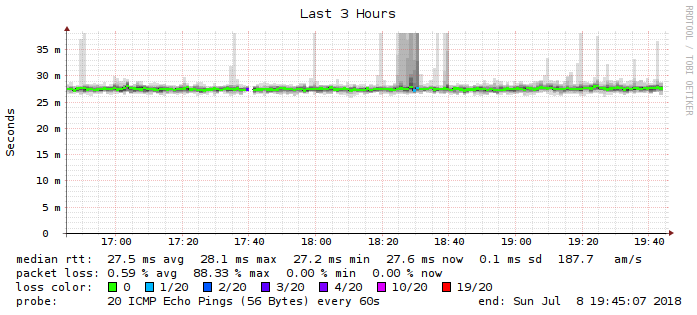 Last 3 Hours
RRDTOOL / TOBI OETIKER
Seconds
35 m
30 m
25 m
20 m
15 m
10 m
5 m
0
17:00 17:20 17:40 18:00 18:20 18:40 19:00 19:20 19:40
median rtt: 27.5 ms avg 28.1 ms max 27.2 ms min 27.6 ms now 0.1 ms sd 187.7 am/s
packet loss: 0.59 % avg 88.33 % max 0.00 % min 0.00 % now
loss color: 0 1/20 2/20 3/20 4/20 10/20 19/20
probe: 20 ICMP Echo Pings (56 Bytes) every 60s end: Sun Jul 8 19:45:07 2018